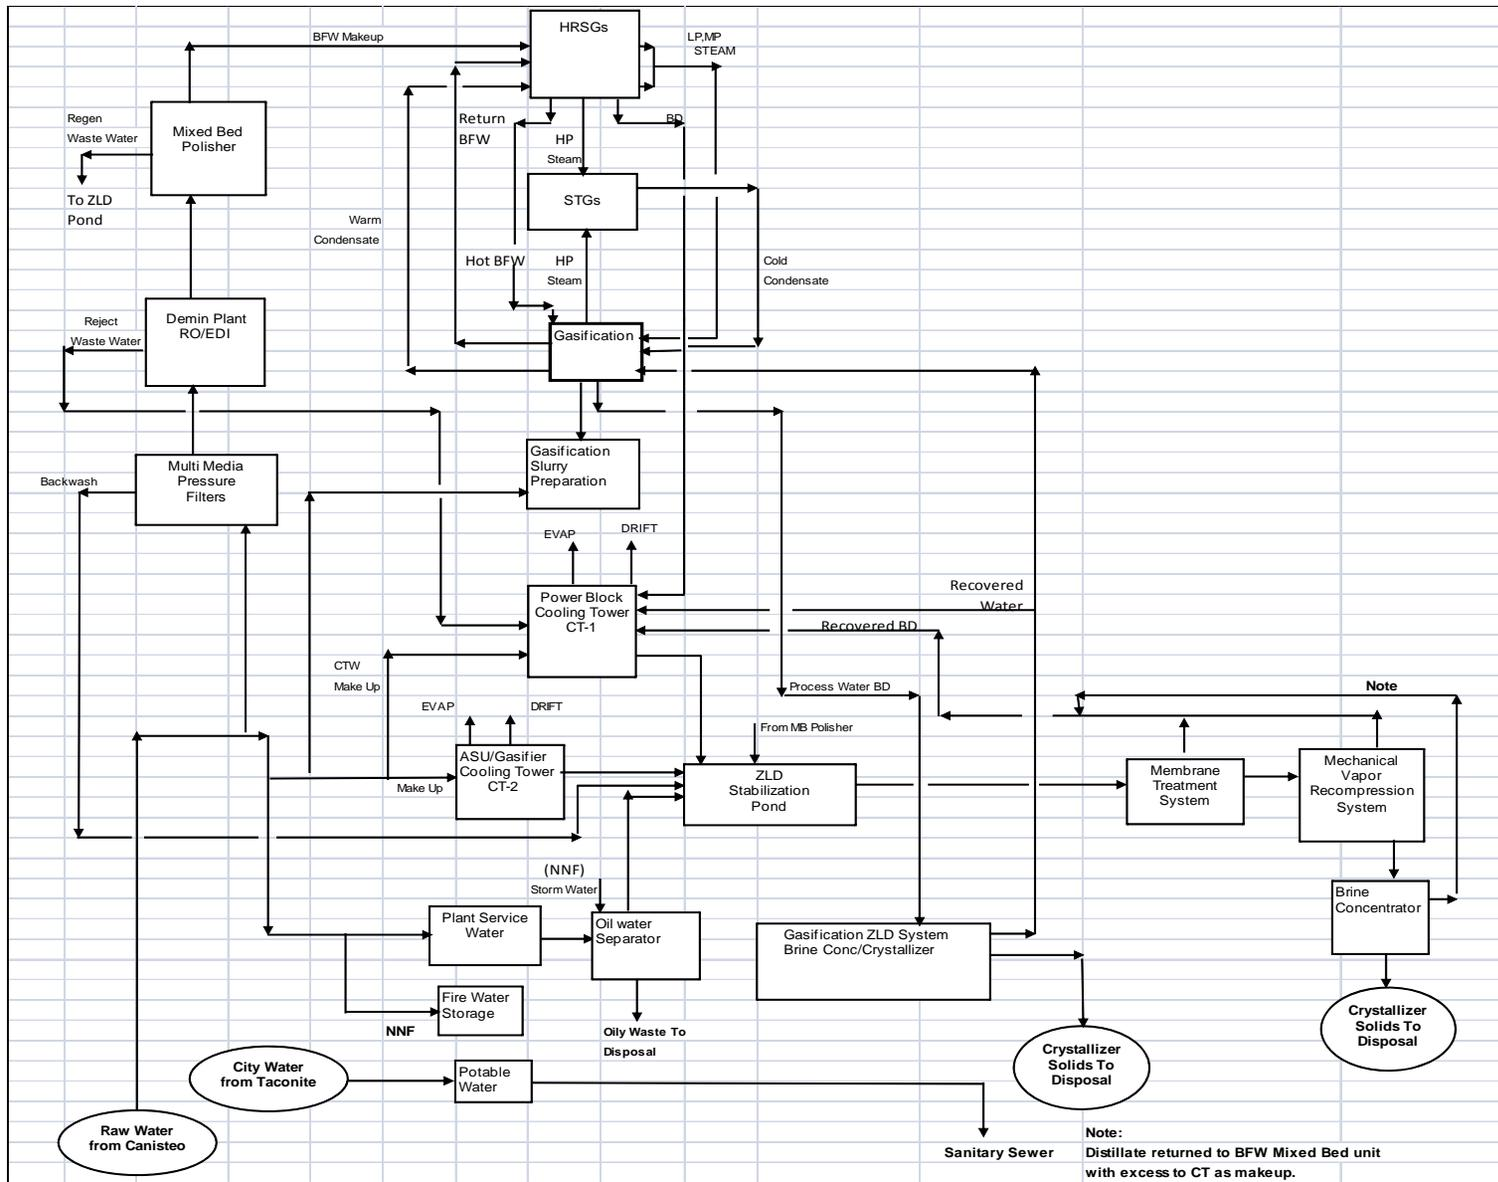 HRSGs
BFW Makeup
LP,MP
STEAM
Regen
Waste Water
Mixed Bed
Polisher
Return
BFW
HP
Steam
BD
To ZLD
Pond
STGs
Warm
Condensate
Hot BFW
HP
Steam
Cold
Condensate
Demin Plant
RO/EDI
Reject
Waste Water
Gasification
Gasification
Slurry
Preparation
Multi Media
Pressure
Filters
Backwash
EVAP
DRIFT
Power Block
Cooling Tower
CT-1
Recovered
Water
Recovered BD
CTW
Make Up
Process Water BD
Note
EVAP
DRIFT
From MB Polisher
ASU/Gasifier
Cooling Tower
CT-2
Make Up
ZLD
Stabilization
Pond
Membrane
Treatment
System
Mechanical
Vapor
Recompression
System
(NNF)
Storm Water
Plant Service
Water
Oil water
Separator
Gasification ZLD System
Brine Conc/Crystallizer
Brine
Concentrator
Fire Water
Storage
NNF
Oily Waste To
Disposal
Crystallizer
Solids To
Disposal
Crystallizer
Solids To
Disposal
City Water
from Taconite
Potable
Water
Raw Water
from Canisteo
Sanitary Sewer
Note:
Distillate returned to BFW Mixed Bed unit
with excess to CT as makeup.